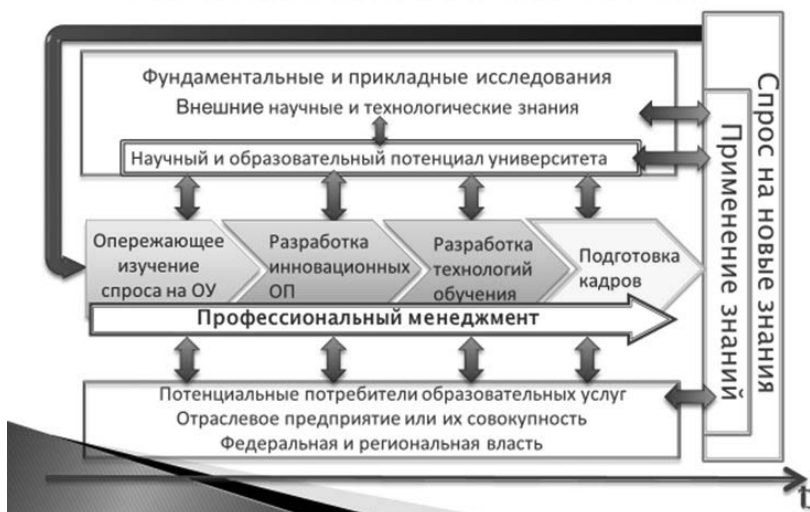 Фундаментальные и прикладные исследования
Внешние научные и технологические знания
Научный и образовательный потенциал университета
Опережающее
изучение
спроса на ОУ
Разработка
инновационных
ОП
Разработка
технологий
обучения
Подготовка
кадров
Профессиональный менеджмент
Потенциальные потребители образовательных услуг
Отраслевое предприятие или их совокупность
Федеральная и региональная власть
Применение знаний
Спрос на новые знания